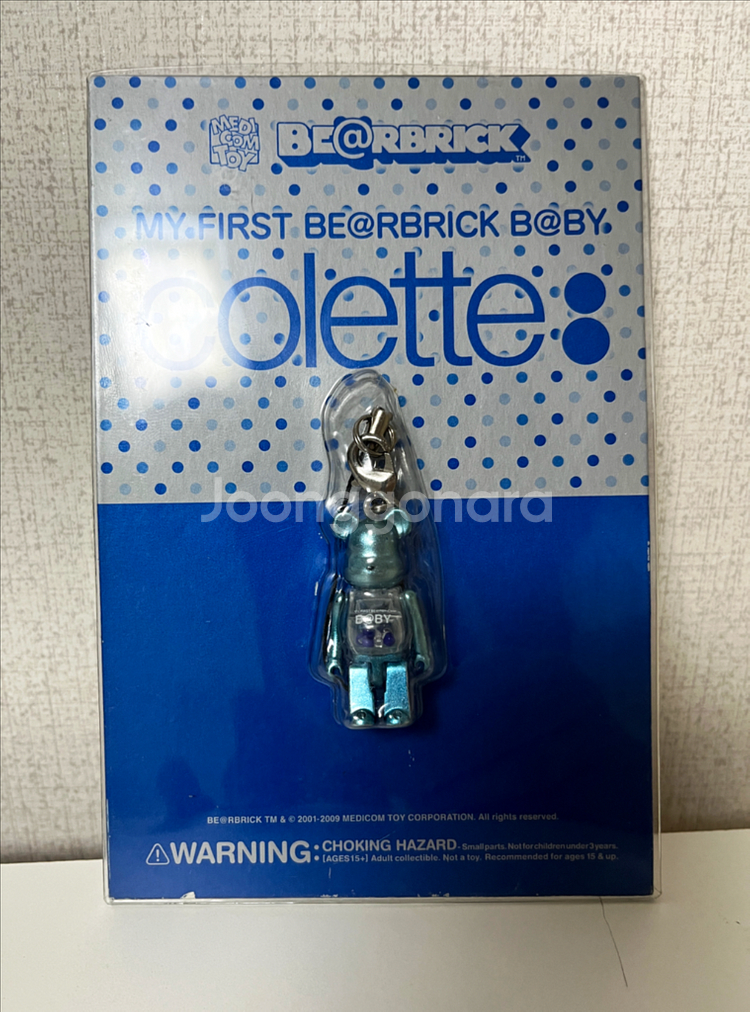 MEDI
COM
TOY
BE@RBRICK TM
MY FIRST BE@RBRICK B@BY
colette:
Joonggonara
B@BY
BE@RBRICK TM & © 2001-2009 MEDICOM TOY CORPORATION. All rights reserved.
⚠WARNING: CHOKING HAZARD - Small parts. Not for children under 3 years.
[AGES15+] Adult collectible. Not a toy. Recommended for ages 15 & up.